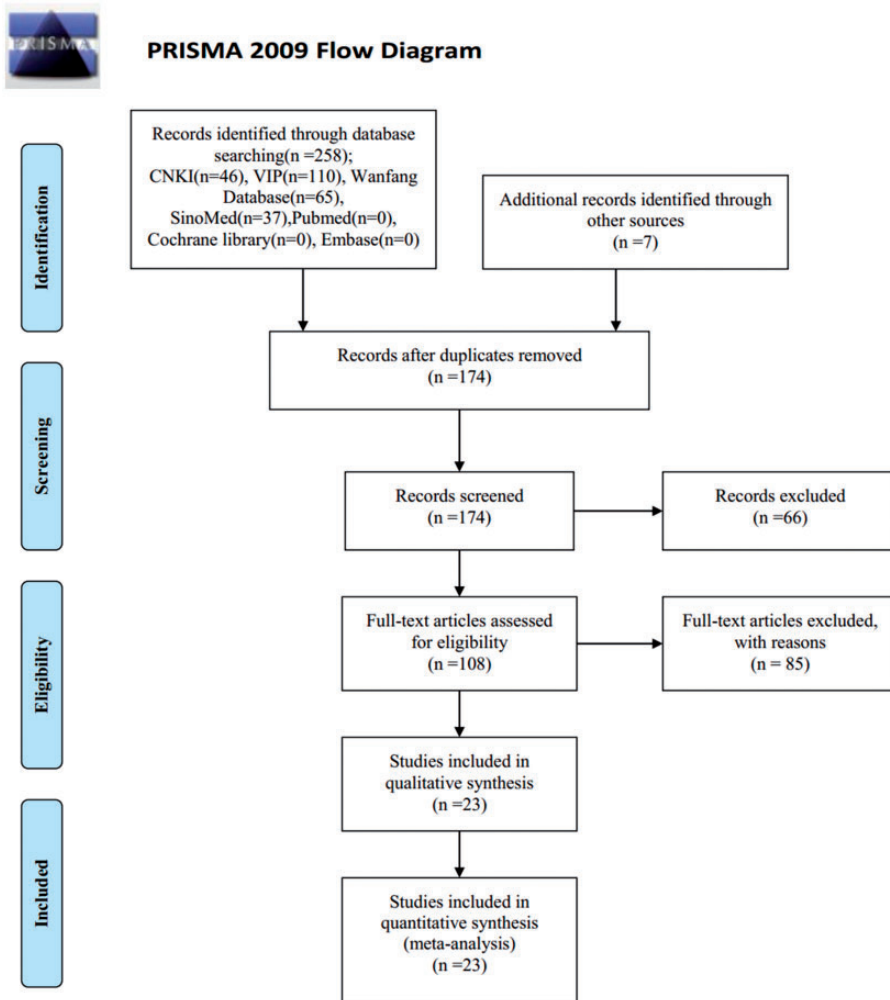 PRISMA
PRISMA 2009 Flow Diagram
Identification
Records identified through database
searching(n =258);
CNKI(n=46), VIP(n=110), Wanfang
Database(n=65),
SinoMed(n=37),Pubmed(n=0),
Cochrane library(n=0), Embase(n=0)
Additional records identified through
other sources
(n =7)
Records after duplicates removed
(n =174)
Screening
Records screened
(n =174)
Records excluded
(n =66)
Eligibility
Full-text articles assessed
for eligibility
(n =108)
Full-text articles excluded,
with reasons
(n = 85)
Studies included in
qualitative synthesis
(n =23)
Included
Studies included in
quantitative synthesis
(meta-analysis)
(n =23)